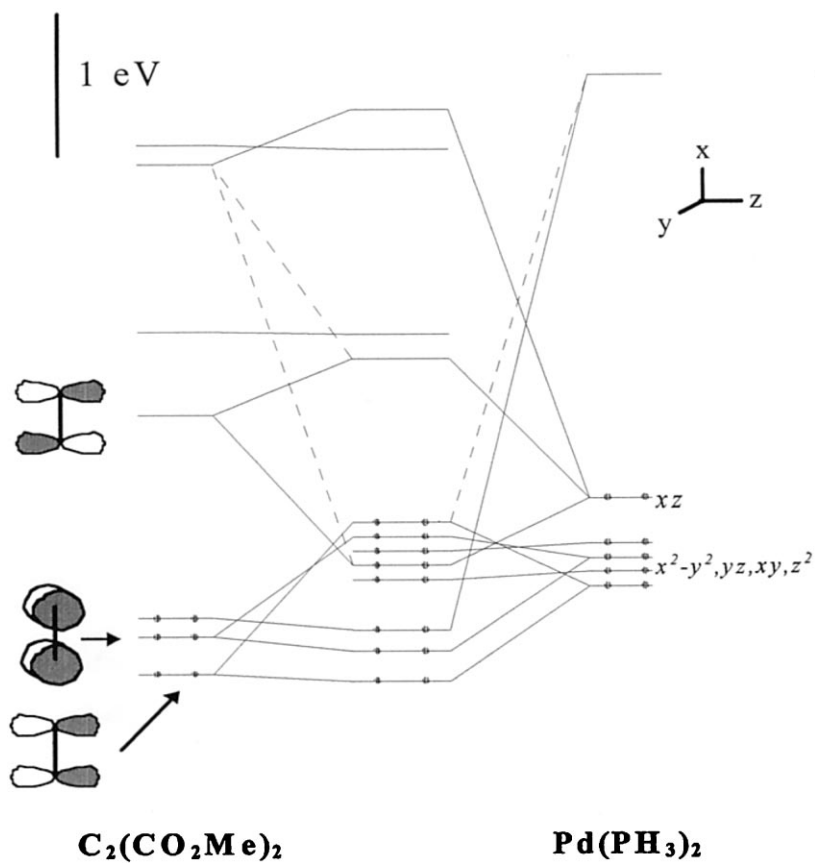 1 eV
x
z
y
xz
x²-y²,yz,xy,z²
C₂(CO₂Me)₂
Pd(PH₃)₂